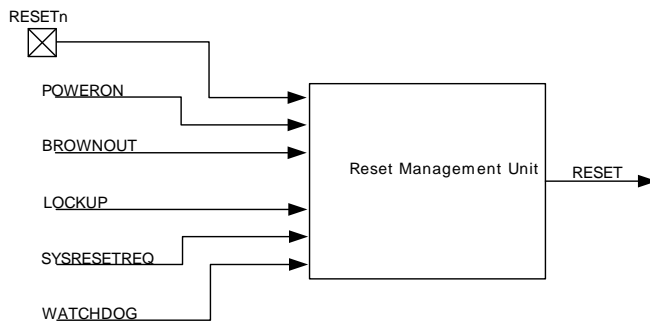 RESETn
POWERON
BROWNOUT
Reset Management Unit
RESET
LOCKUP
SYSRESETREQ
WATCHDOG